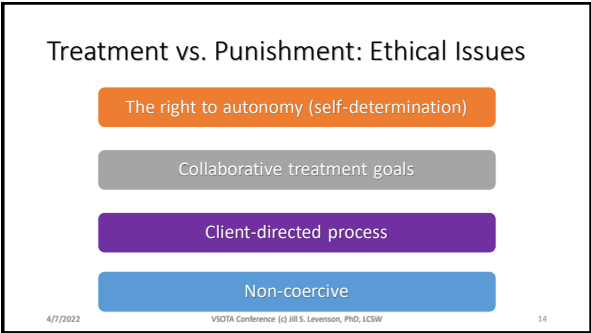 Treatment vs. Punishment: Ethical Issues
The right to autonomy (self-determination)
Collaborative treatment goals
Client-directed process
Non-coercive
4/7/2022 VSOTA Conference (c) Jill S. Levenson, PhD, LCSW 14